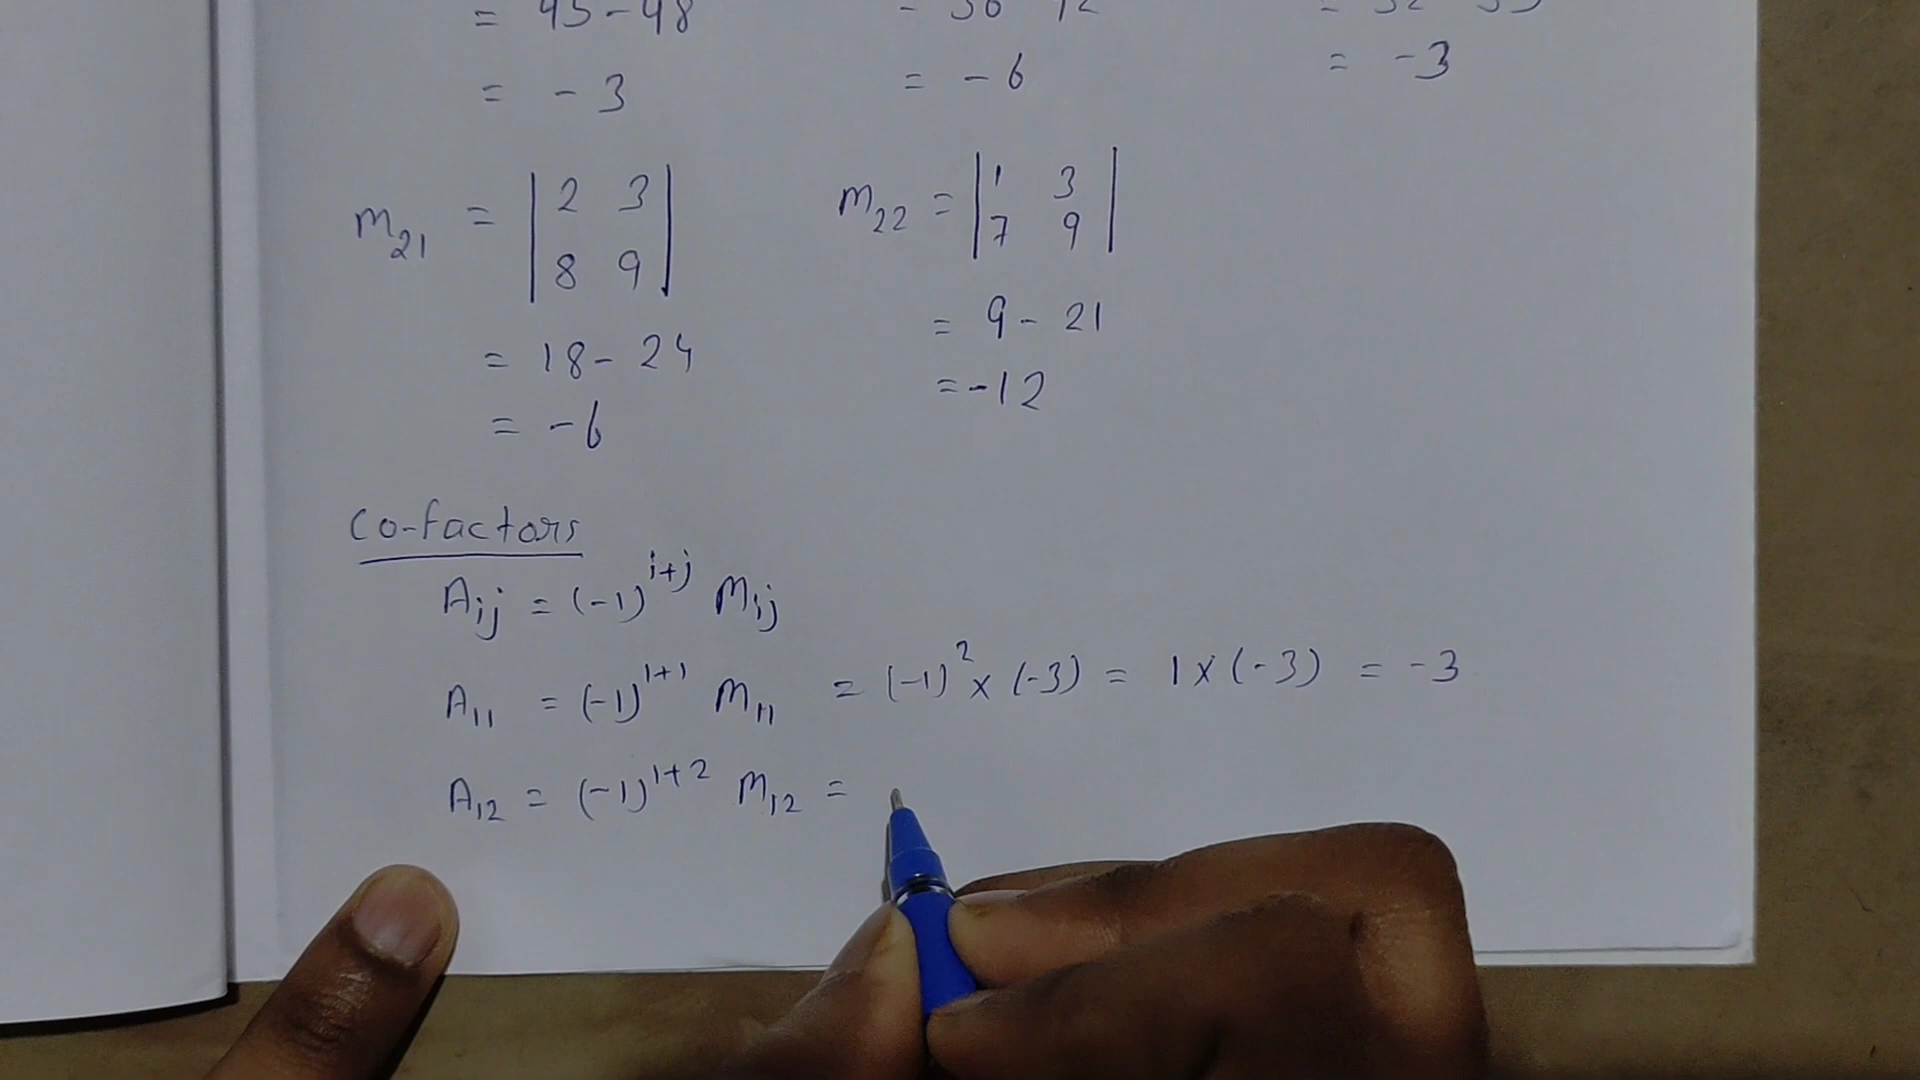 = 45-48
= -3
= -6
= -3
m21 = | 2 3 |
| 8 9 |
= 18 - 24
= -6
m22 = | 1 3 |
| 7 9 |
= 9 - 21
= -12
Co-factors
Aij = (-1)^i+j Mij
A11 = (-1)^1+1 M11 = (-1)^2 × (-3) = 1 × (-3) = -3
A12 = (-1)^1+2 M12 =